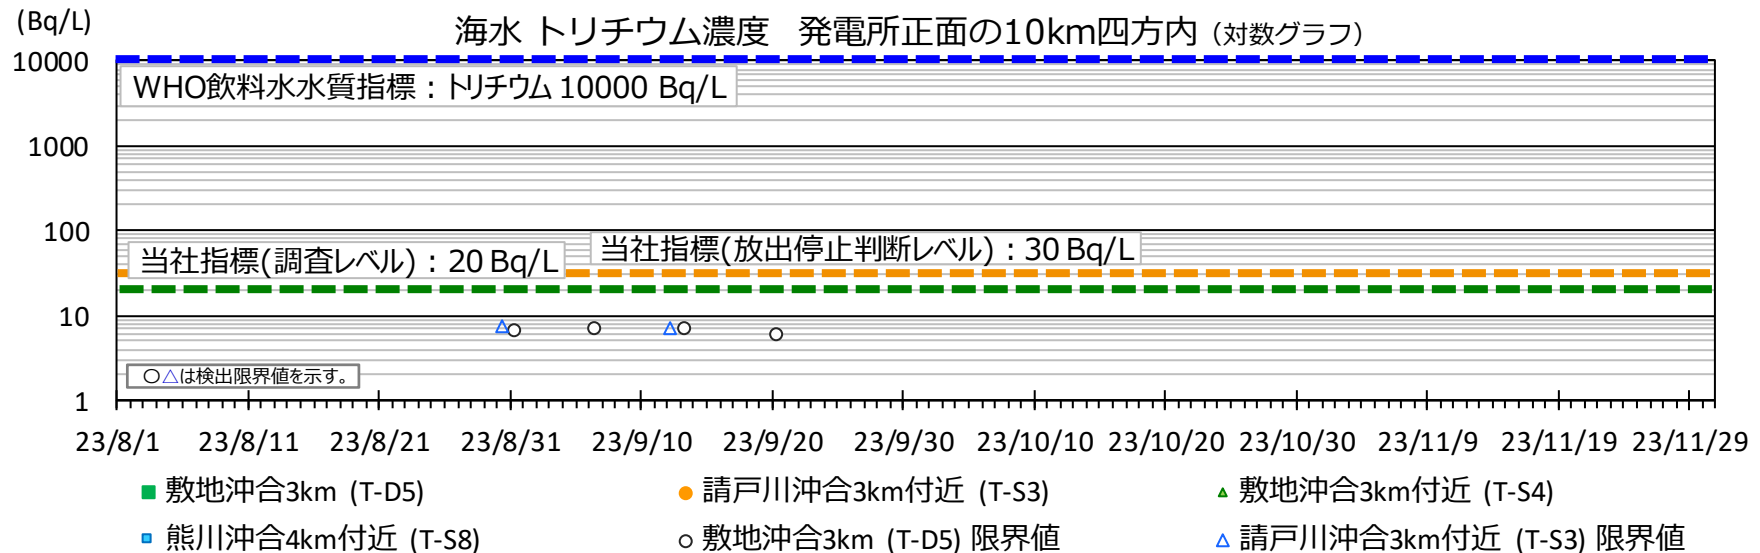 (Bq/L)
海水 トリチウム濃度 発電所正面の10km四方内 (対数グラフ)
10000
WHO飲料水水質指標：トリチウム 10000 Bq/L
1000
100
当社指標(調査レベル)：20 Bq/L
当社指標(放出停止判断レベル)：30 Bq/L
10
○△は検出限界値を示す。
1
23/8/1 23/8/11 23/8/21 23/8/31 23/9/10 23/9/20 23/9/30 23/10/10 23/10/20 23/10/30 23/11/9 23/11/19 23/11/29
敷地沖合3km (T-D5) 請戸川沖合3km付近 (T-S3) 敷地沖合3km付近 (T-S4)
熊川沖合4km付近 (T-S8) 敷地沖合3km (T-D5) 限界値 請戸川沖合3km付近 (T-S3) 限界値